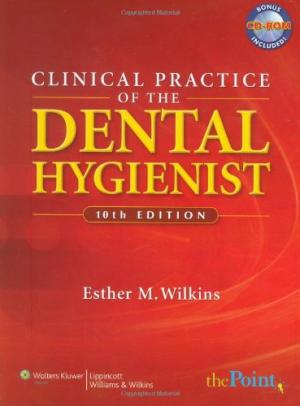 BONUS
CD-ROM
INCLUDED!
CLINICAL PRACTICE
OF THE
DENTAL
HYGIENIST
10th EDITION
Esther M. Wilkins
Wolters Kluwer
Lippincott
Williams & Wilkins
thePoint